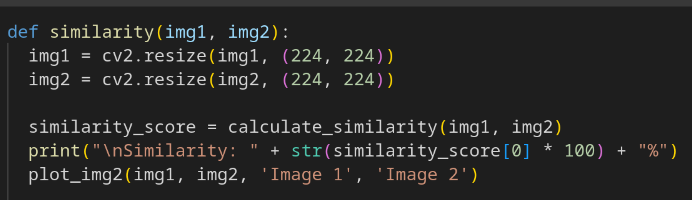 def similarity(img1, img2):
  img1 = cv2.resize(img1, (224, 224))
  img2 = cv2.resize(img2, (224, 224))

  similarity_score = calculate_similarity(img1, img2)
  print("\nSimilarity: " + str(similarity_score[0] * 100) + "%")
  plot_img2(img1, img2, 'Image 1', 'Image 2')